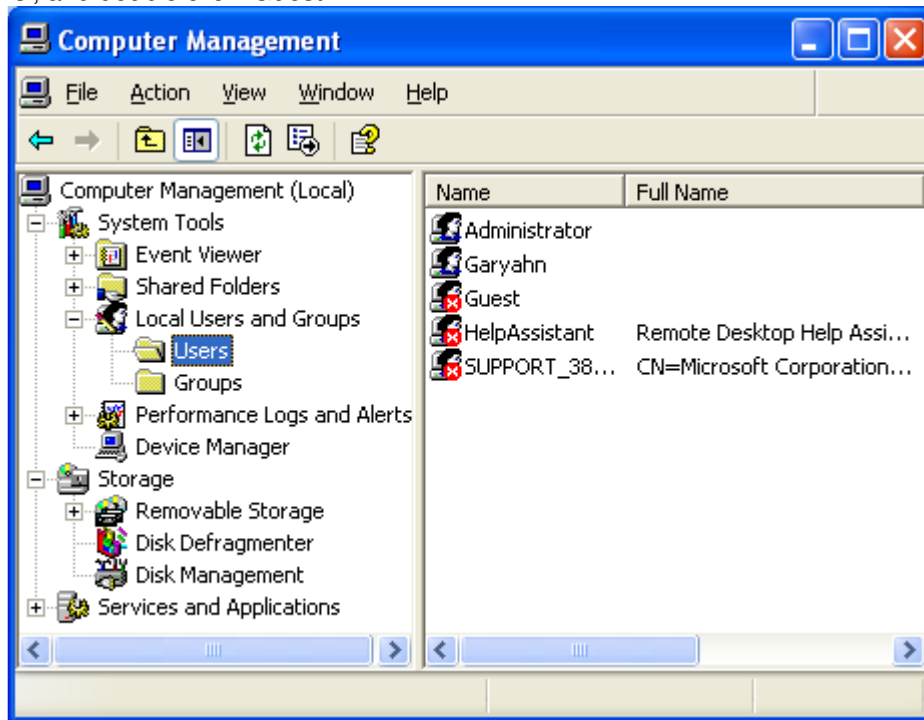 Computer Management
File Action View Window Help
Computer Management (Local)
System Tools
Event Viewer
Shared Folders
Local Users and Groups
Users
Groups
Performance Logs and Alerts
Device Manager
Storage
Removable Storage
Disk Defragmenter
Disk Management
Services and Applications
Name Full Name
Administrator
Garyahn
Guest
HelpAssistant Remote Desktop Help Assi...
SUPPORT_38... CN=Microsoft Corporation...